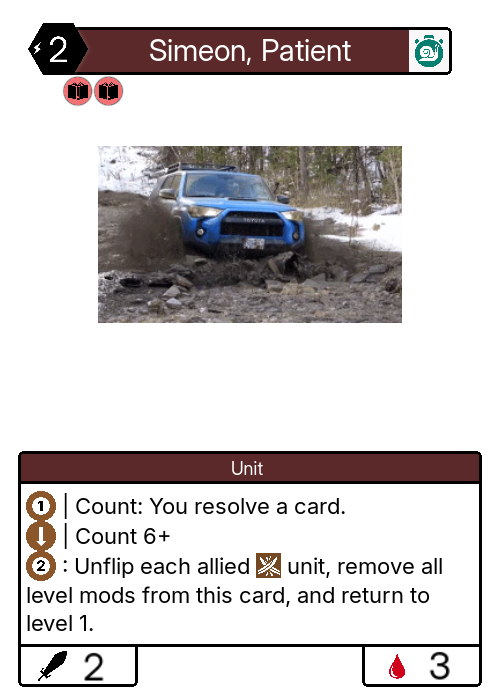 2
Simeon, Patient
TOYOTA
Unit
1 | Count: You resolve a card.
↓ | Count 6+
2 : Unflip each allied unit, remove all
level mods from this card, and return to
level 1.
2
3